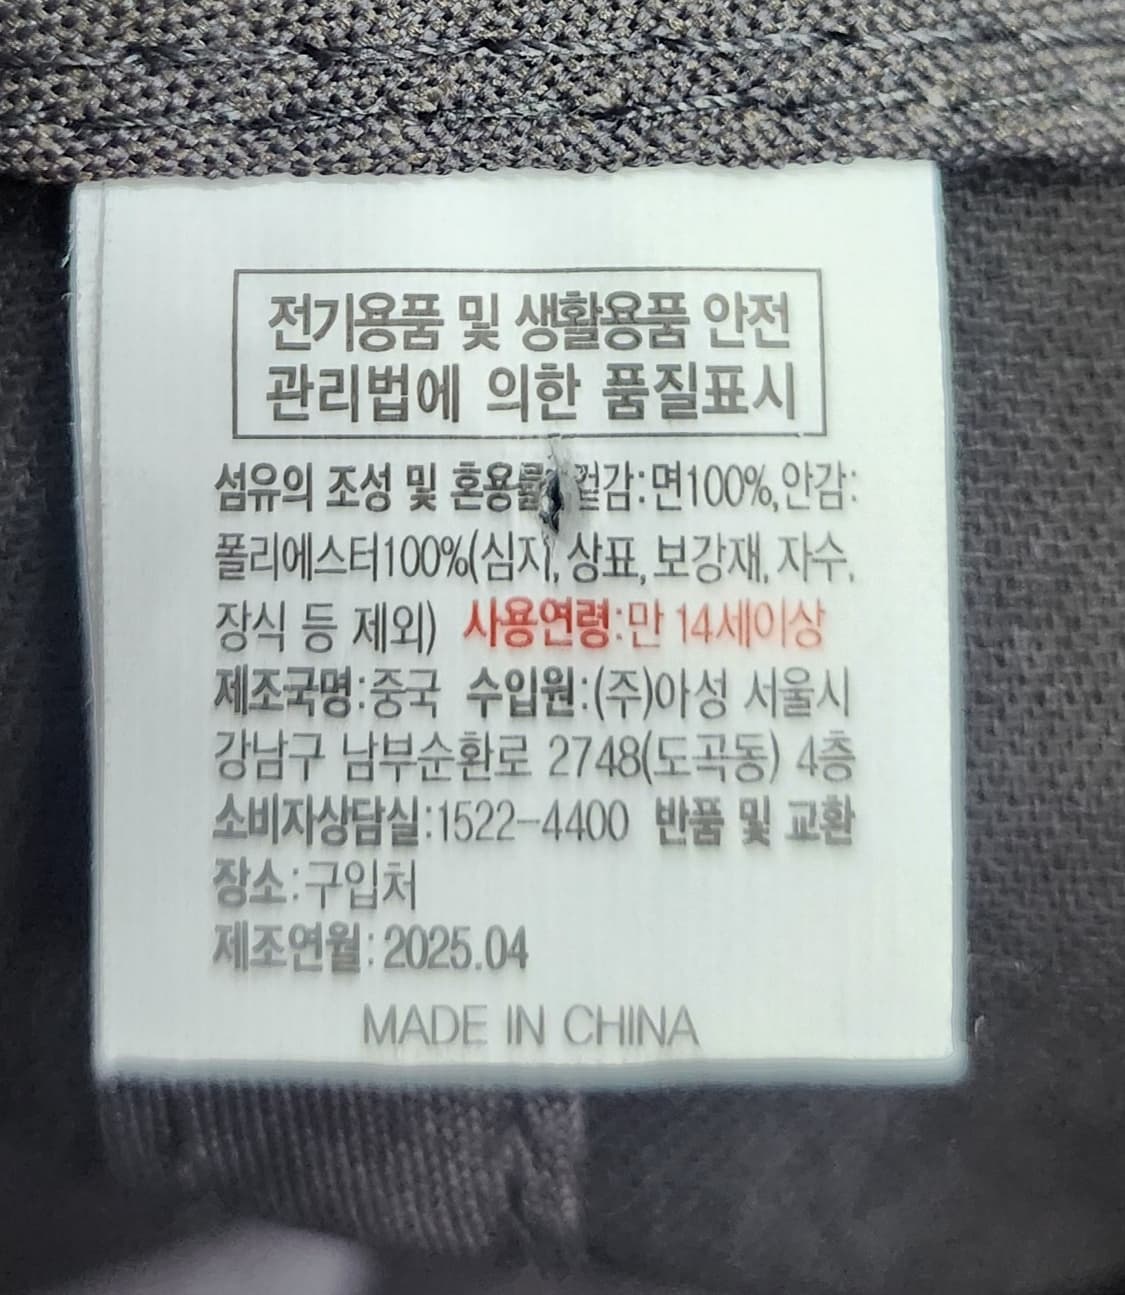 전기용품 및 생활용품 안전
관리법에 의한 품질표시
섬유의 조성 및 혼용률 겉감:면100%,안감:
폴리에스터100%(심지, 상표, 보강재, 자수,
장식 등 제외) 사용연령:만 14세이상
제조국명:중국 수입원:(주)아성 서울시
강남구 남부순환로 2748(도곡동) 4층
소비자상담실:1522-4400 반품 및 교환
장소:구입처
제조연월:2025.04
MADE IN CHINA